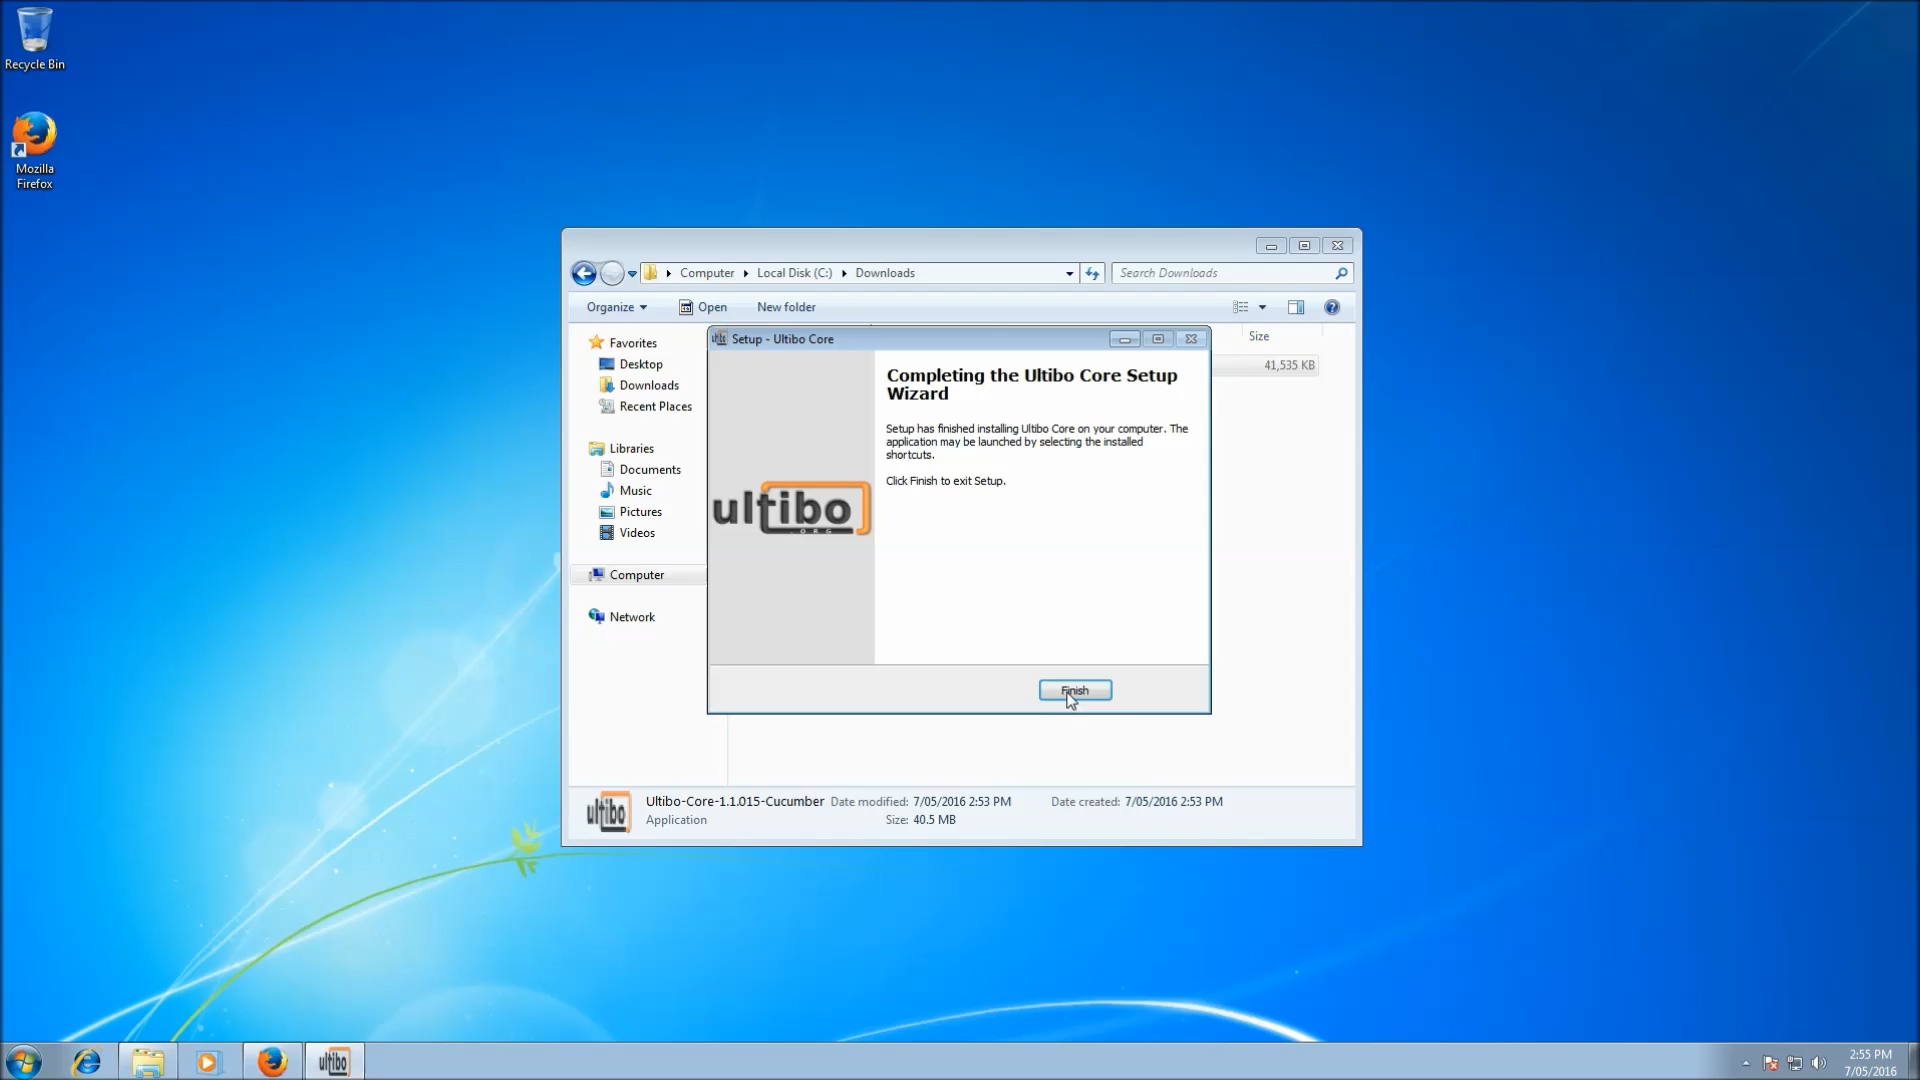 Recycle Bin
Mozilla
Firefox
Computer
Local Disk (C:)
Downloads
Search Downloads
Organize
Open
New folder
Size
41,535 KB
Favorites
Desktop
Downloads
Recent Places
Libraries
Documents
Music
Pictures
Videos
Computer
Network
ultibo
Setup - Ultibo Core
Completing the Ultibo Core Setup
Wizard
Setup has finished installing Ultibo Core on your computer. The
application may be launched by selecting the installed
shortcuts.
Click Finish to exit Setup.
ultibo
.ORG
Finish
ultibo
Ultibo-Core-1.1.015-Cucumber Date modified: 7/05/2016 2:53 PM Date created: 7/05/2016 2:53 PM
Application Size: 40.5 MB
ultibo
2:55 PM
7/05/2016